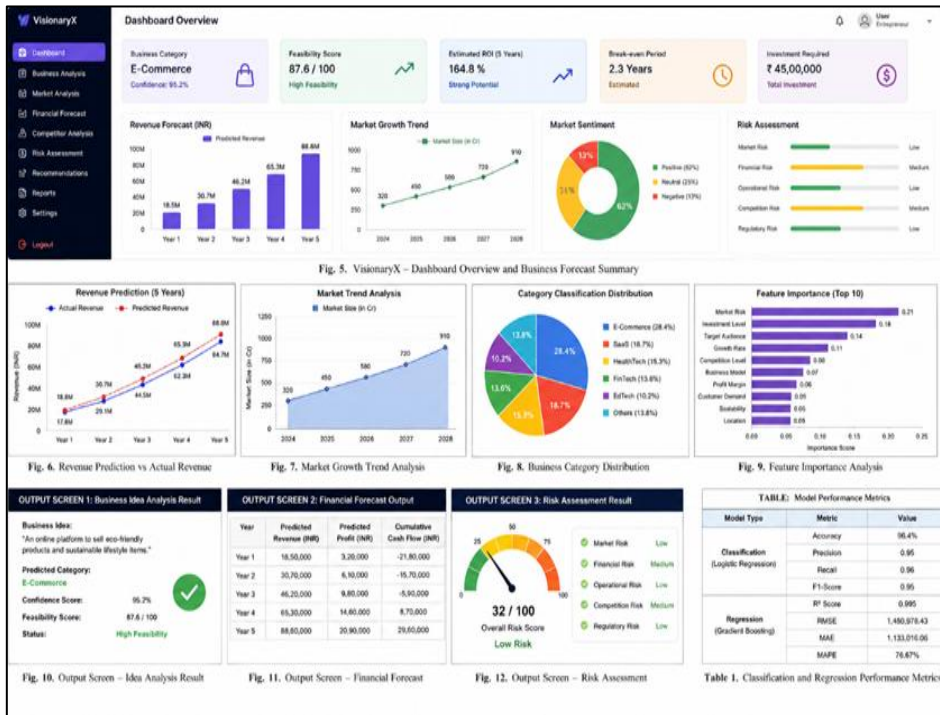 VisionaryX
Dashboard Overview
User
Entrepreneur
Dashboard
Business Analysis
Market Analysis
Financial Forecast
Competitor Analysis
Risk Assessment
Recommendations
Reports
Settings
Logout
Business Category
E-Commerce
Confidence: 95.2%
Feasibility Score
87.6 / 100
High Feasibility
Estimated ROI (5 Years)
164.8 %
Strong Potential
Break-even Period
2.3 Years
Estimated
Investment Required
₹ 45,00,000
Total Investment
Revenue Forecast (INR)
Predicted Revenue
100M
80M
60M
40M
20M
0
18.5M
30.7M
46.2M
65.3M
88.8M
Year 1 Year 2 Year 3 Year 4 Year 5
Market Growth Trend
Market Size (in Cr)
1000
750
500
250
0
320
450
580
720
910
2024 2025 2026 2027 2028
Market Sentiment
13%
62%
Positive (62%)
Neutral (25%)
Negative (13%)
Risk Assessment
Market Risk Low
Financial Risk Medium
Operational Risk Low
Competition Risk Medium
Regulatory Risk Low
Fig. 5. VisionaryX – Dashboard Overview and Business Forecast Summary
Revenue Prediction (5 Years)
Actual Revenue Predicted Revenue
Revenue (INR)
100M
80M
60M
40M
20M
0
17.8M
29.1M
44.5M
62.3M
84.7M
88.8M
Year 1 Year 2 Year 3 Year 4 Year 5
Fig. 6. Revenue Prediction vs Actual Revenue
Market Trend Analysis
Market Size (in Cr)
Market Size (in Cr)
1250
1000
750
500
250
0
320
450
580
720
910
2024 2025 2026 2027 2028
Fig. 7. Market Growth Trend Analysis
Category Classification Distribution
28.4%
18.7%
15.3%
13.6%
10.2%
13.8%
E-Commerce (28.4%)
SaaS (18.7%)
HealthTech (15.3%)
FinTech (13.6%)
EdTech (10.2%)
Others (13.8%)
Fig. 8. Business Category Distribution
Feature Importance (Top 10)
Market Risk 0.21
Investment Level 0.18
Target Audience 0.14
Growth Rate 0.11
Competition Level
Business Model 0.07
Profit Margin 0.06
Customer Demand 0.05
Scalability 0.05
Location 0.05
0.00 0.05 0.10 0.15 0.20 0.25
Importance Score
Fig. 9. Feature Importance Analysis
OUTPUT SCREEN 1: Business Idea Analysis Result
Business Idea:
"An online platform to sell eco-friendly
products and sustainable lifestyle items."
Predicted Category:
E-Commerce
Confidence Score: 95.2%
Feasibility Score: 87.6 / 100
Status: High Feasibility
Fig. 10. Output Screen – Idea Analysis Result
OUTPUT SCREEN 2: Financial Forecast Output
Year Predicted Revenue (INR) Predicted Profit (INR) Cumulative Cash Flow (INR)
Year 1 18,50,000 3,20,000 -21,80,000
Year 2 30,70,000 6,10,000 -15,70,000
Year 3 46,20,000 9,80,000 -5,90,000
Year 4 65,30,000 14,60,000 8,70,000
Year 5 88,80,000 20,90,000 29,60,000
Fig. 11. Output Screen – Financial Forecast
OUTPUT SCREEN 3: Risk Assessment Result
0
25
50
75
100
32 / 100
Overall Risk Score
Low Risk
Market Risk Low
Financial Risk Medium
Operational Risk Low
Competition Risk Medium
Regulatory Risk Low
Fig. 12. Output Screen – Risk Assessment
TABLE: Model Performance Metrics
Model Type Metric Value
Classification
(Logistic Regression)
Accuracy 96.4%
Precision 0.95
Recall 0.96
F1-Score 0.95
Regression
(Gradient Boosting)
R² Score 0.995
RMSE
MAE 1,133,016.06
MAPE 76.67%
Table 1. Classification and Regression Performance Metrics